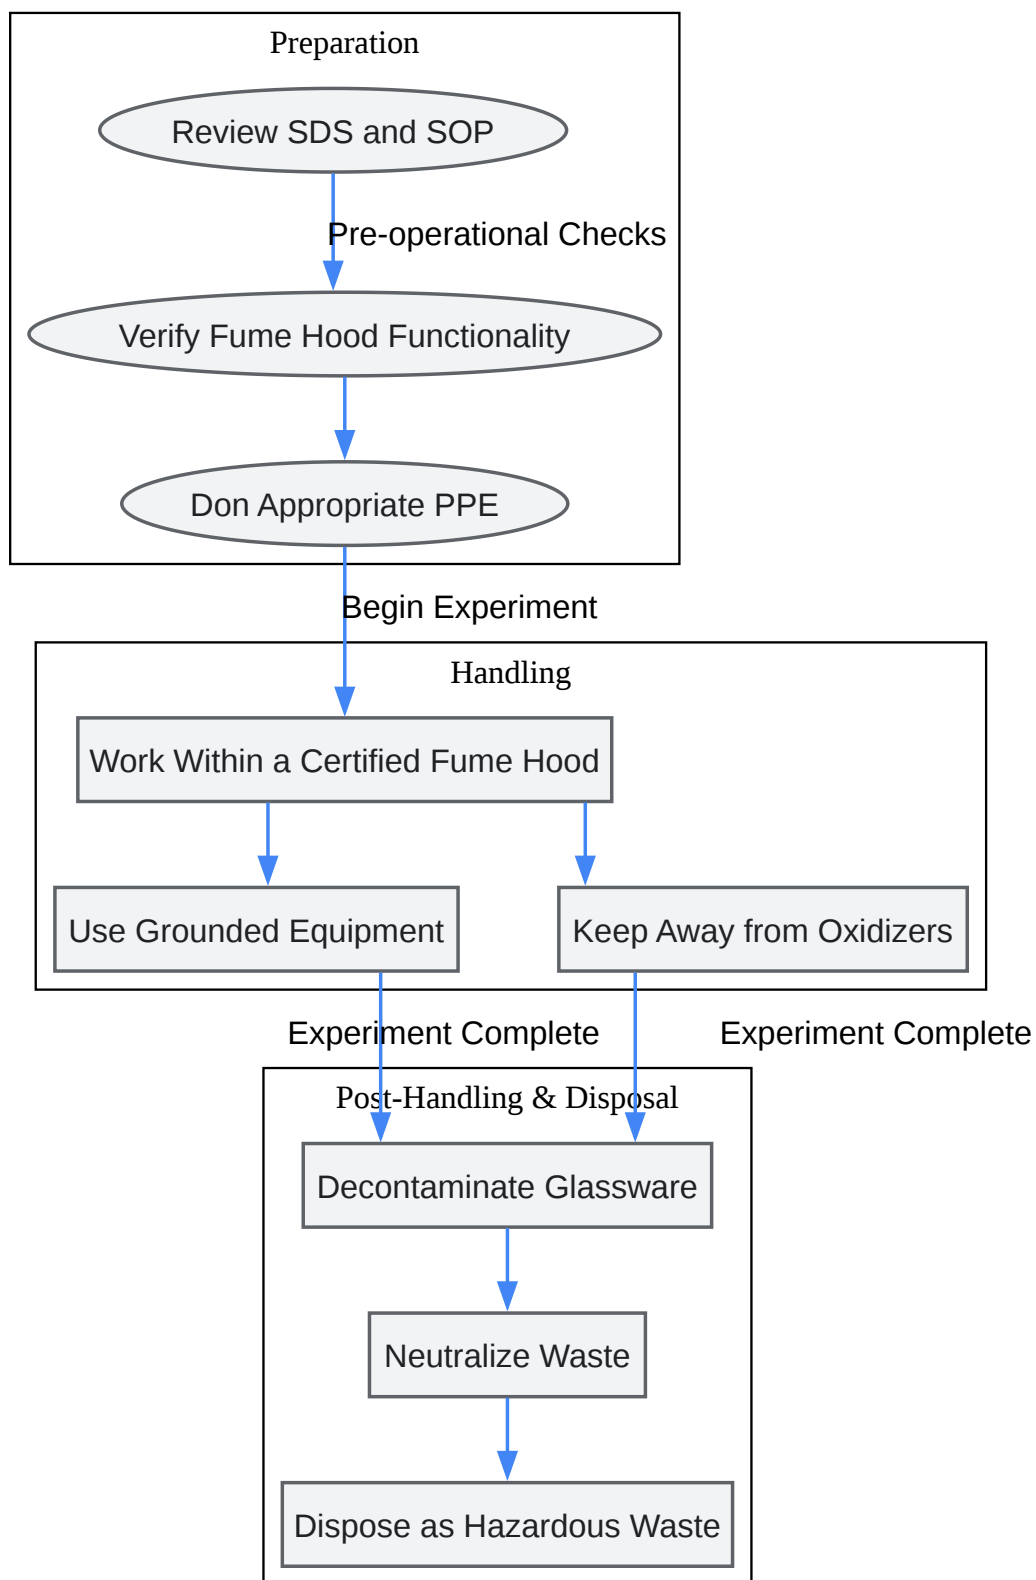 Preparation
Review SDS and SOP
Pre-operational Checks
Verify Fume Hood Functionality
Don Appropriate PPE
Begin Experiment
Handling
Work Within a Certified Fume Hood
Use Grounded Equipment
Keep Away from Oxidizers
Experiment Complete
Experiment Complete
Post-Handling & Disposal
Decontaminate Glassware
Neutralize Waste
Dispose as Hazardous Waste